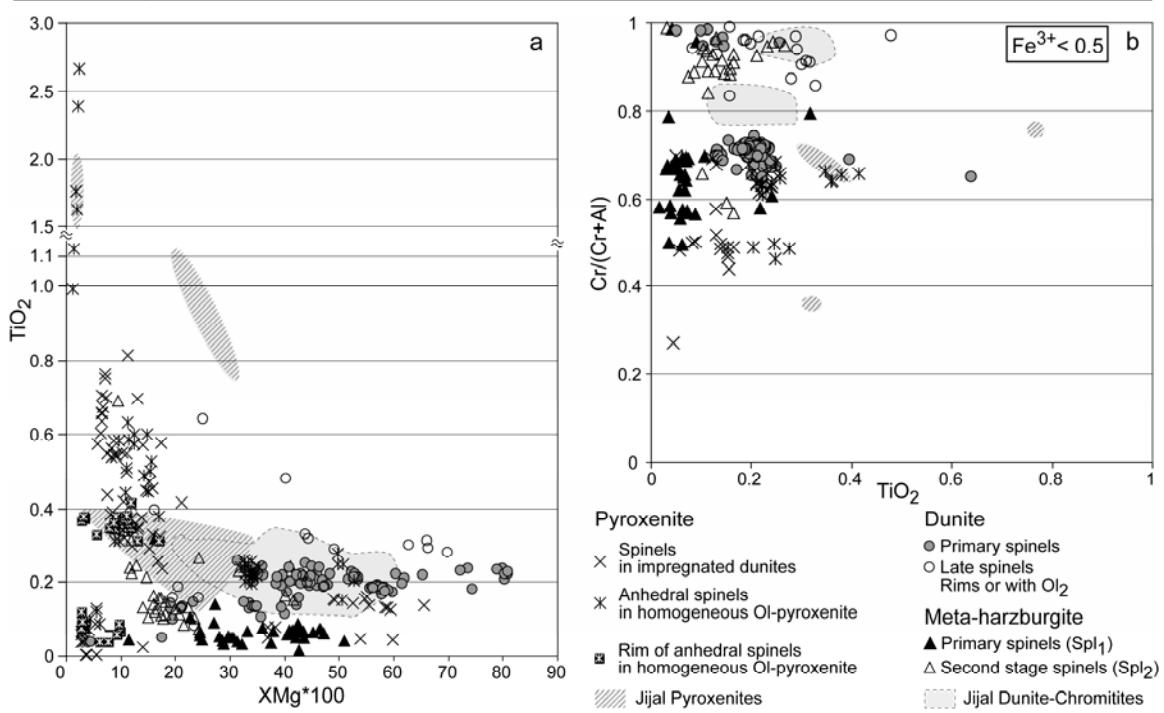 a
3.0
2.5
2.0
1.5
1.1
1.0
0.8
0.6
0.4
0.2
0
TiO2
0 10 20 30 40 50 60 70 80 90
XMg*100
b
Fe3+< 0.5
1
0.8
0.6
0.4
0.2
0
Cr/(Cr+Al)
0 0.2 0.4 0.6 0.8 1
TiO2
Pyroxenite
Spinels
in impregnated dunites
Anhedral spinels
in homogeneous Ol-pyroxenite
Rim of anhedral spinels
in homogeneous Ol-pyroxenite
Jijal Pyroxenites
Dunite
Primary spinels
Late spinels
Rims or with Ol2
Meta-harzburgite
Primary spinels (Spl1)
Second stage spinels (Spl2)
Jijal Dunite-Chromitites